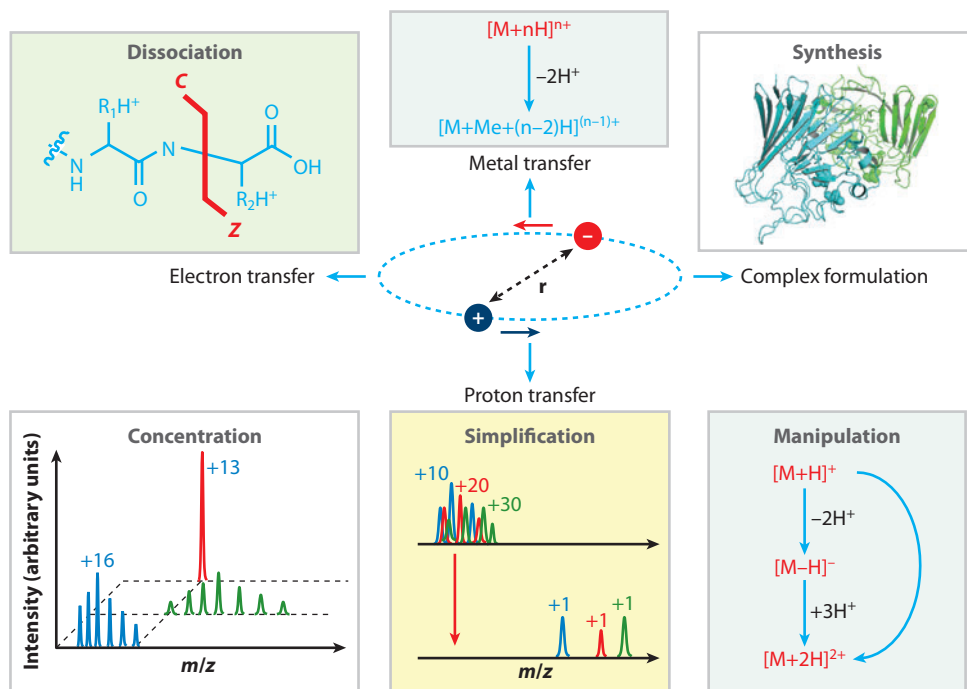 Dissociation
C
R₁H⁺
O
N
OH
N
H
O
R₂H⁺
Z
[M+nH]ⁿ⁺
–2H⁺
[M+Me+(n–2)H]⁽ⁿ⁻¹⁾⁺
Metal transfer
Synthesis
Electron transfer
–
r
+
Complex formulation
Proton transfer
Concentration
Intensity (arbitrary units)
+13
+16
m/z
Simplification
+10
+20
+30
+1
+1
+1
m/z
Manipulation
[M+H]⁺
–2H⁺
[M–H]⁻
+3H⁺
[M+2H]²⁺